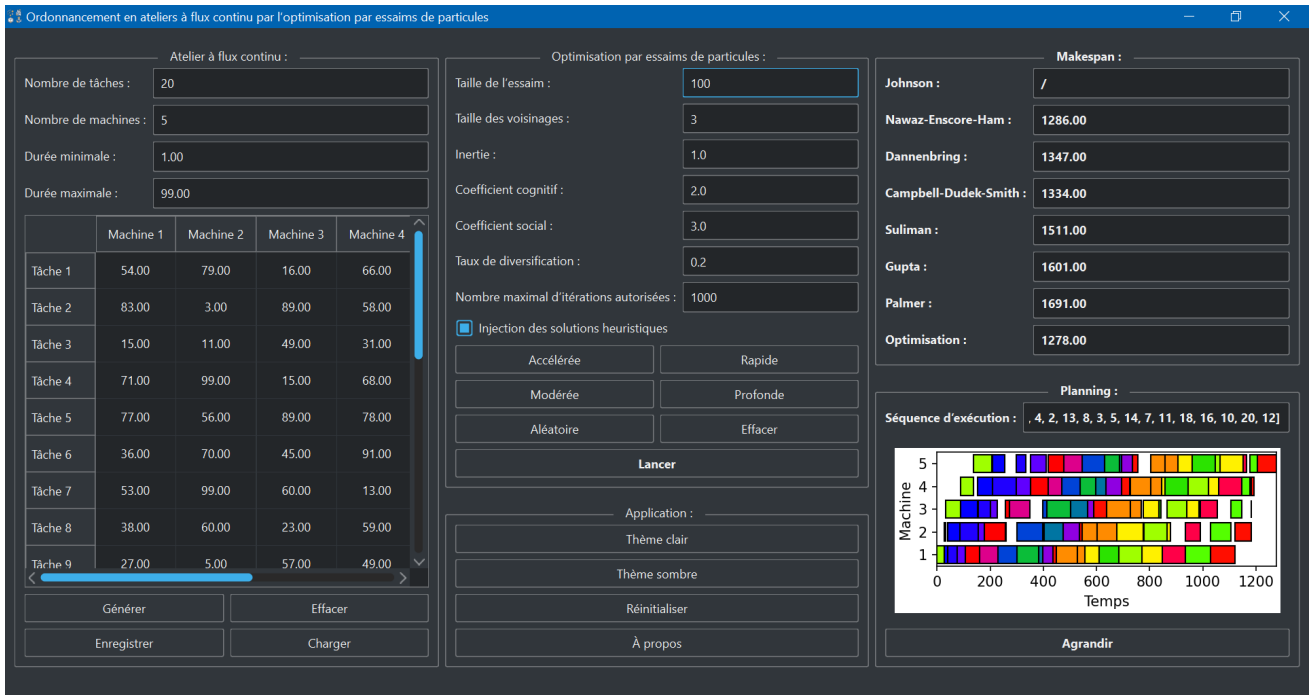 Ordonnancement en ateliers à flux continu par l'optimisation par essaims de particules
Atelier à flux continu :
Nombre de tâches : 20
Nombre de machines : 5
Durée minimale : 1.00
Durée maximale : 99.00
Machine 1 Machine 2 Machine 3 Machine 4
Tâche 1 54.00 79.00 16.00 66.00
Tâche 2 83.00 3.00 89.00 58.00
Tâche 3 15.00 11.00 49.00 31.00
Tâche 4 71.00 99.00 15.00 68.00
Tâche 5 77.00 56.00 89.00 78.00
Tâche 6 36.00 70.00 45.00 91.00
Tâche 7 53.00 99.00 60.00 13.00
Tâche 8 38.00 60.00 23.00 59.00
Tâche 9 27.00 5.00 57.00 49.00
Générer Effacer
Enregistrer Charger
Optimisation par essaims de particules :
Taille de l'essaim : 100
Taille des voisinages : 3
Inertie : 1.0
Coefficient cognitif : 2.0
Coefficient social : 3.0
Taux de diversification : 0.2
Nombre maximal d'itérations autorisées : 1000
Injection des solutions heuristiques
Accélérée Rapide
Modérée Profonde
Aléatoire Effacer
Lancer
Application :
Thème clair
Thème sombre
Réinitialiser
À propos
Makespan :
Johnson : /
Nawaz-Enscore-Ham : 1286.00
Dannenbring : 1347.00
Campbell-Dudek-Smith : 1334.00
Suliman : 1511.00
Gupta : 1601.00
Palmer : 1691.00
Optimisation : 1278.00
Planning :
Séquence d'exécution : , 4, 2, 13, 8, 3, 5, 14, 7, 11, 18, 16, 10, 20, 12]
Machine
5
4
3
2
1
0 200 400 600 800 1000 1200
Temps
Agrandir